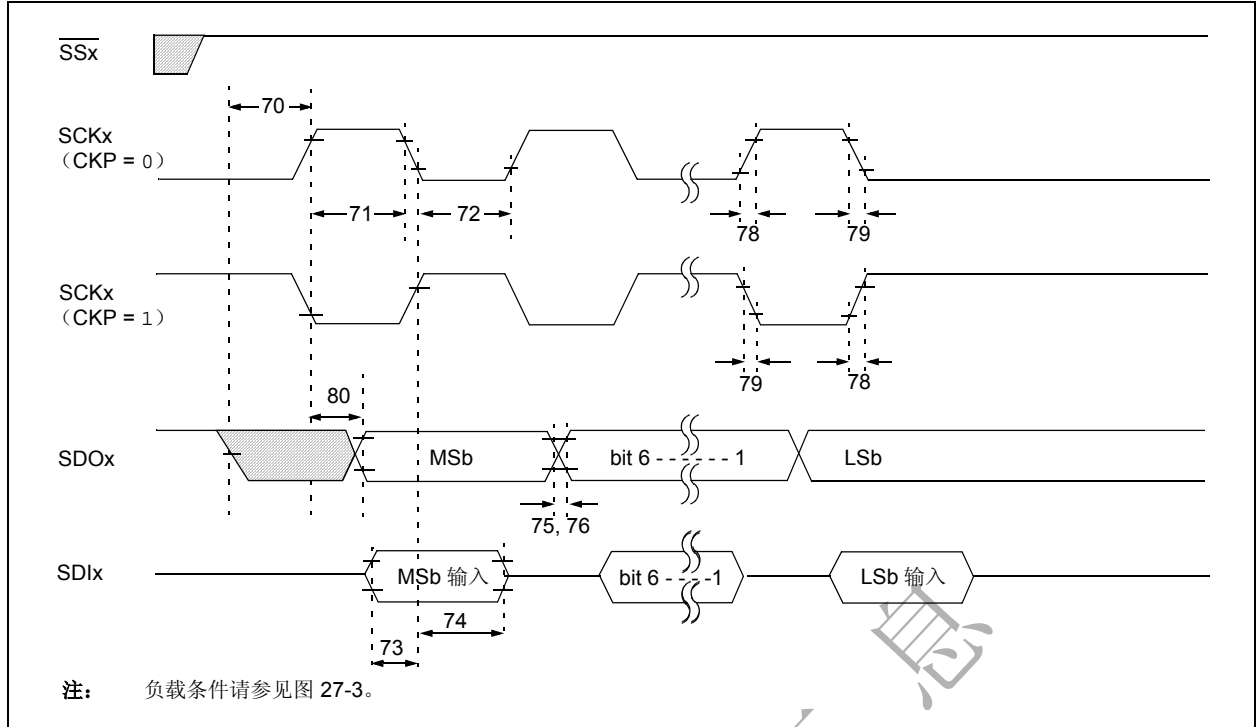 SSx
70
SCKx
（CKP = 0）
71
72
78
79
SCKx
（CKP = 1）
79
78
80
SDOx
MSb
bit 6 - - - - - - 1
LSb
75, 76
SDIx
MSb 输入
bit 6 - - - -1
LSb 输入
74
73
注： 负载条件请参见图 27-3。
息